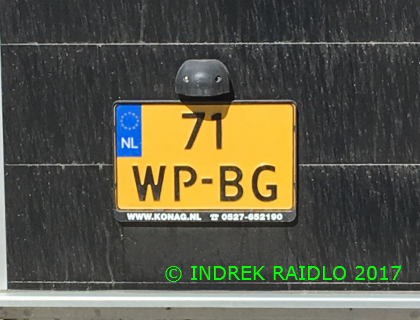 71
NL
WP-BG
WWW.KONAG.NL ☎ 0527-652190
© INDREK RAIDLO 2017